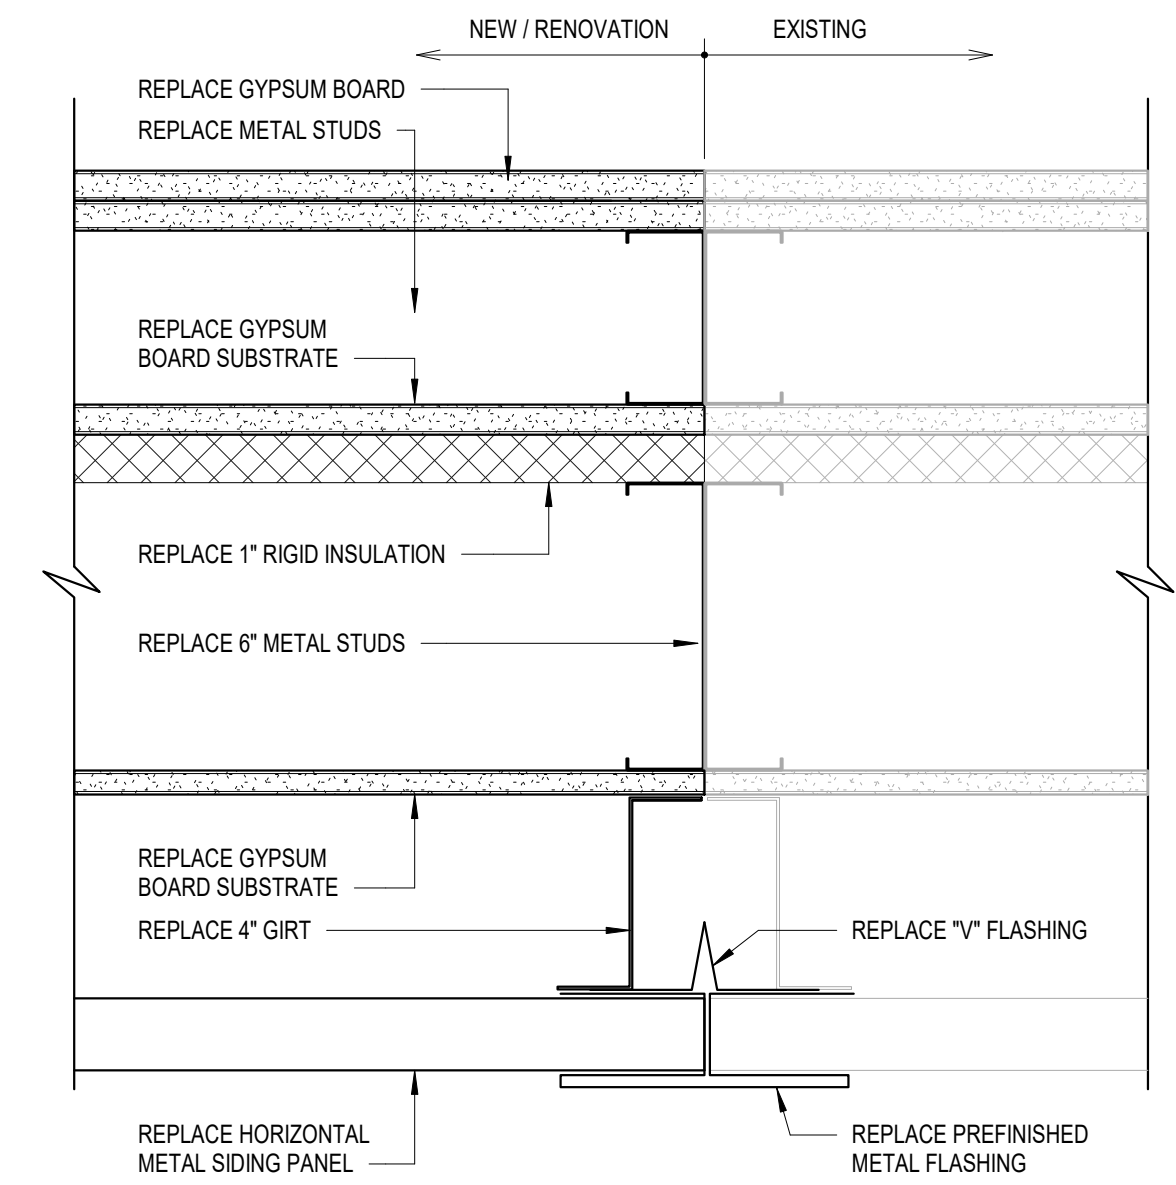 NEW / RENOVATION
EXISTING
REPLACE GYPSUM BOARD
REPLACE METAL STUDS
REPLACE GYPSUM
BOARD SUBSTRATE
REPLACE 1" RIGID INSULATION
REPLACE 6" METAL STUDS
REPLACE GYPSUM
BOARD SUBSTRATE
REPLACE 4" GIRT
REPLACE "V" FLASHING
REPLACE HORIZONTAL
METAL SIDING PANEL
REPLACE PREFINISHED
METAL FLASHING